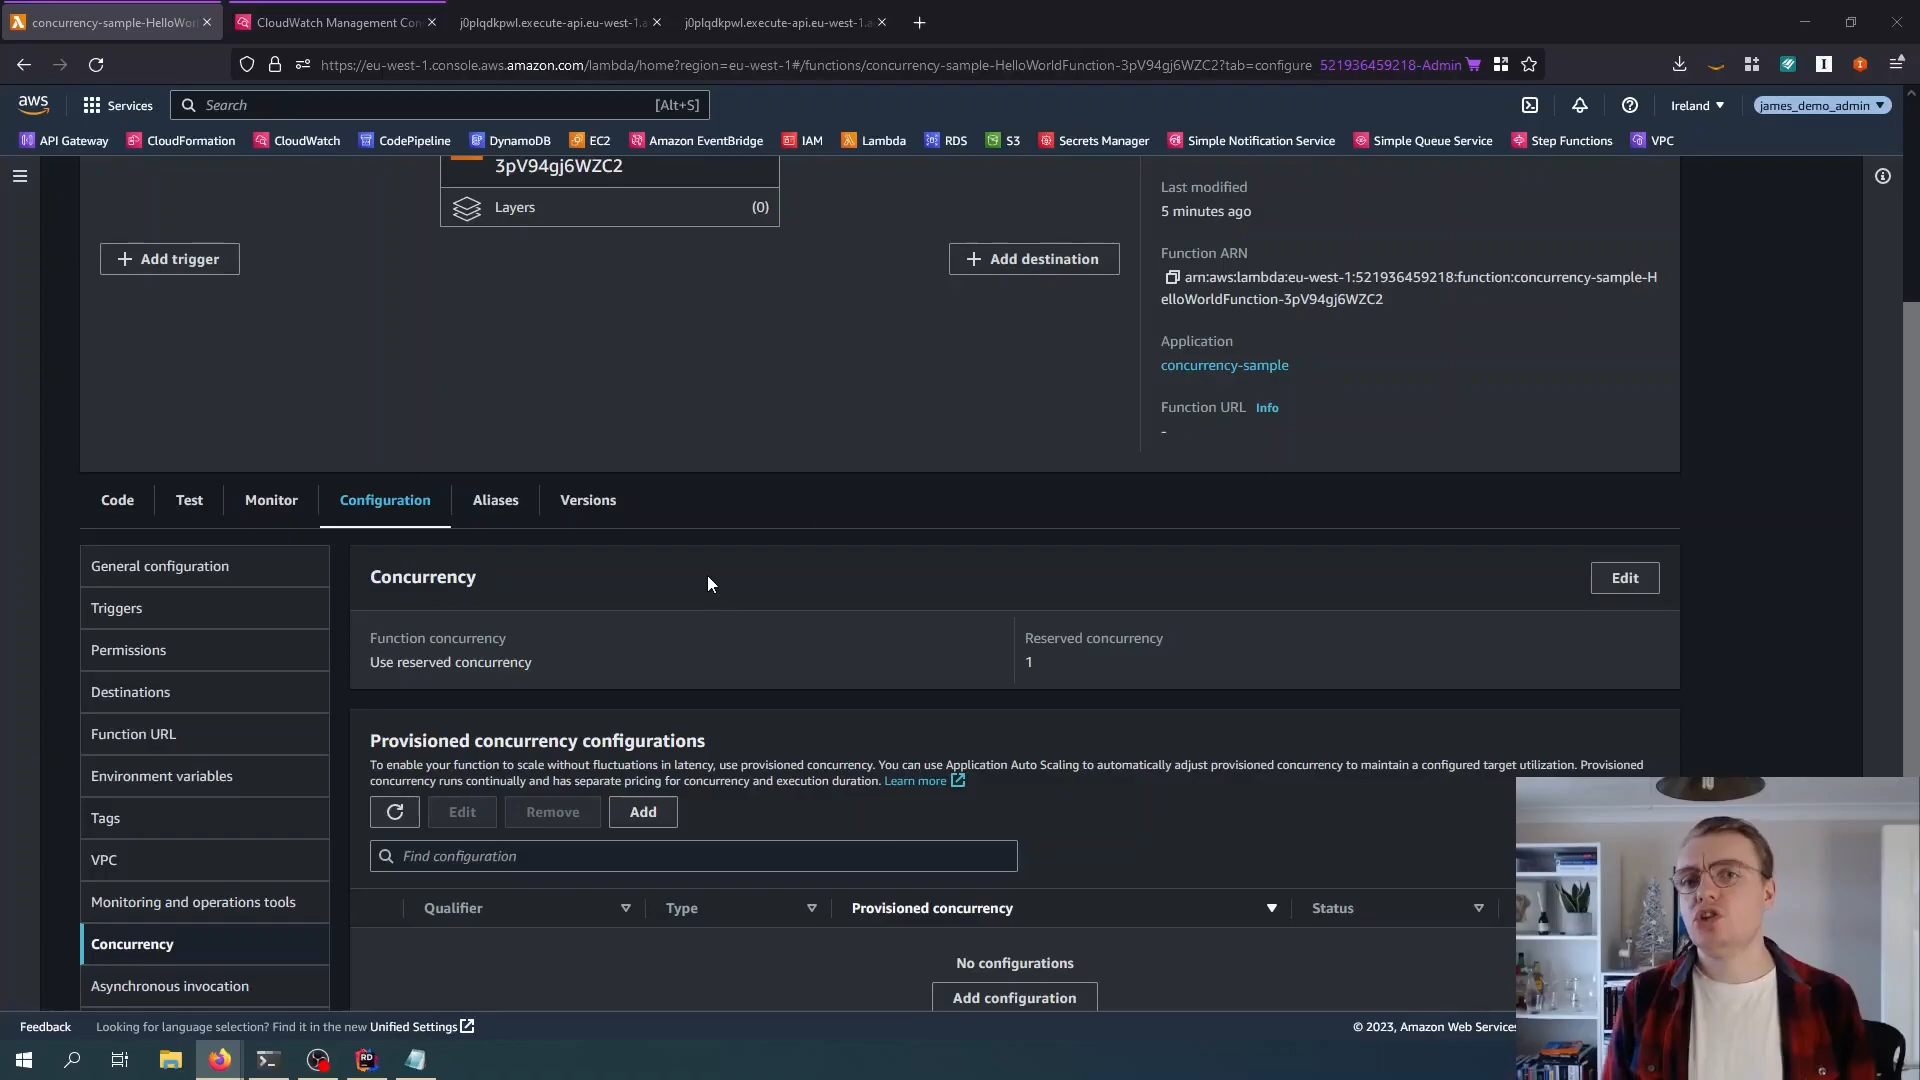 concurrency-sample-HelloWor
CloudWatch Management Con
j0plqdkpwl.execute-api.eu-west-1.a
j0plqdkpwl.execute-api.eu-west-1.a
https://eu-west-1.console.aws.amazon.com/lambda/home?region=eu-west-1#/functions/concurrency-sample-HelloWorldFunction-3pV94gj6WZC2?tab=configure
521936459218-Admin
aws
Services
Search
[Alt+S]
Ireland
james_demo_admin
API Gateway
CloudFormation
CloudWatch
CodePipeline
DynamoDB
EC2
Amazon EventBridge
IAM
Lambda
RDS
S3
Secrets Manager
Simple Notification Service
Simple Queue Service
Step Functions
VPC
3pV94gj6WZC2
Layers
(0)
Add trigger
Add destination
Last modified
5 minutes ago
Function ARN
arn:aws:lambda:eu-west-1:521936459218:function:concurrency-sample-H
elloWorldFunction-3pV94gj6WZC2
Application
concurrency-sample
Function URL Info
-
Code
Test
Monitor
Configuration
Aliases
Versions
General configuration
Triggers
Permissions
Destinations
Function URL
Environment variables
Tags
VPC
Monitoring and operations tools
Concurrency
Asynchronous invocation
Concurrency
Edit
Function concurrency
Use reserved concurrency
Reserved concurrency
1
Provisioned concurrency configurations
To enable your function to scale without fluctuations in latency, use provisioned concurrency. You can use Application Auto Scaling to automatically adjust provisioned concurrency to maintain a configured target utilization. Provisioned
concurrency runs continually and has separate pricing for concurrency and execution duration. Learn more
Edit
Remove
Add
Find configuration
Qualifier
Type
Provisioned concurrency
Status
No configurations
Add configuration
Feedback
Looking for language selection? Find it in the new Unified Settings
© 2023, Amazon Web Services
RD